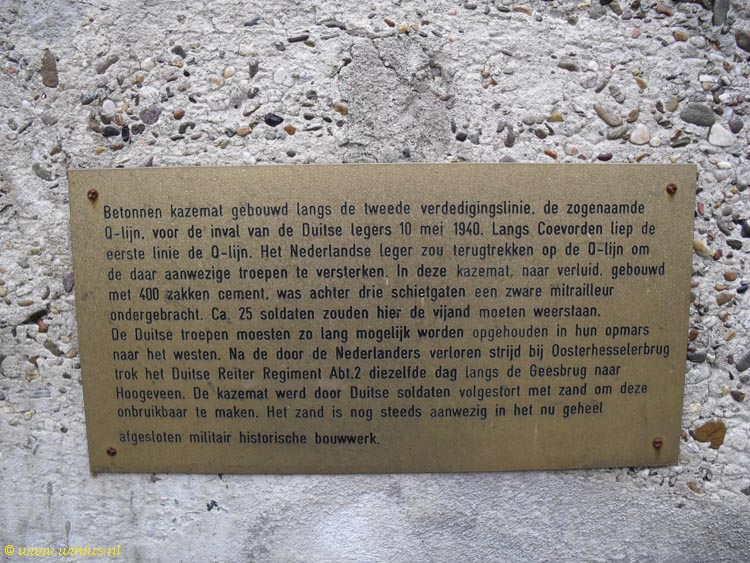 Betonnen kazemat gebouwd langs de tweede verdedigingslinie, de zogenaamde
Q-lijn, voor de inval van de Duitse legers 10 mei 1940. Langs Coevorden liep de
eerste linie de O-lijn. Het Nederlandse leger zou terugtrekken op de Q-lijn om
de daar aanwezige troepen te versterken. In deze kazemat, naar verluid, gebouwd
met 400 zakken cement, was achter drie schietgaten een zware mitrailleur
ondergebracht. Ca. 25 soldaten zouden hier de vijand moeten weerstaan.
De Duitse troepen moesten zo lang mogelijk worden opgehouden in hun opmars
naar het westen. Na de door de Nederlanders verloren strijd bij Oosterhesselerbrug
trok het Duitse Reiter Regiment Abt.2 diezelfde dag langs de Geesbrug naar
Hoogeveen. De kazemat werd door Duitse soldaten volgestort met zand om deze
onbruikbaar te maken. Het zand is nog steeds aanwezig in het nu geheel
afgesloten militair historische bouwwerk.